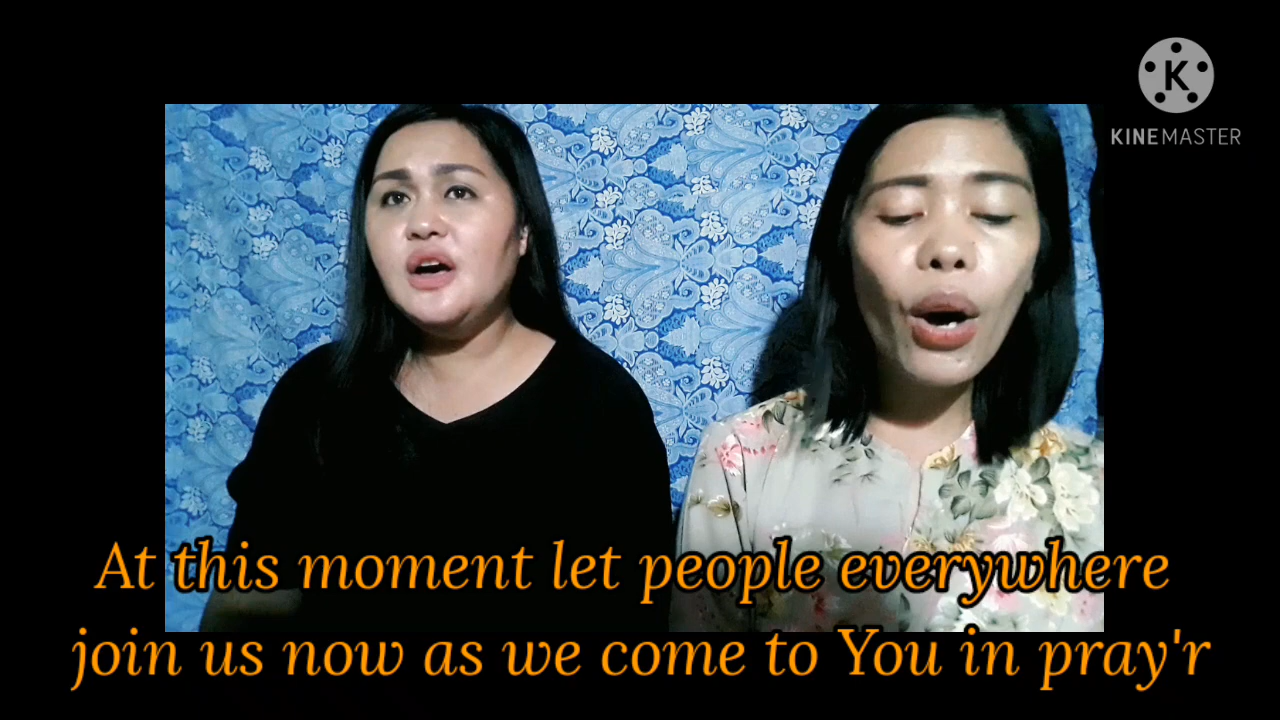 K
KINEMASTER
At this moment let people everywhere
join us now as we come to You in pray'r